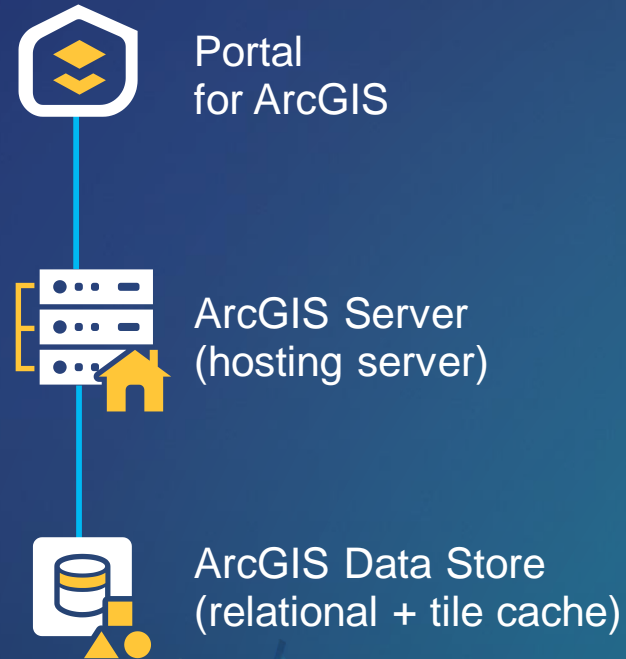 Portal
for ArcGIS
ArcGIS Server
(hosting server)
ArcGIS Data Store
(relational + tile cache)